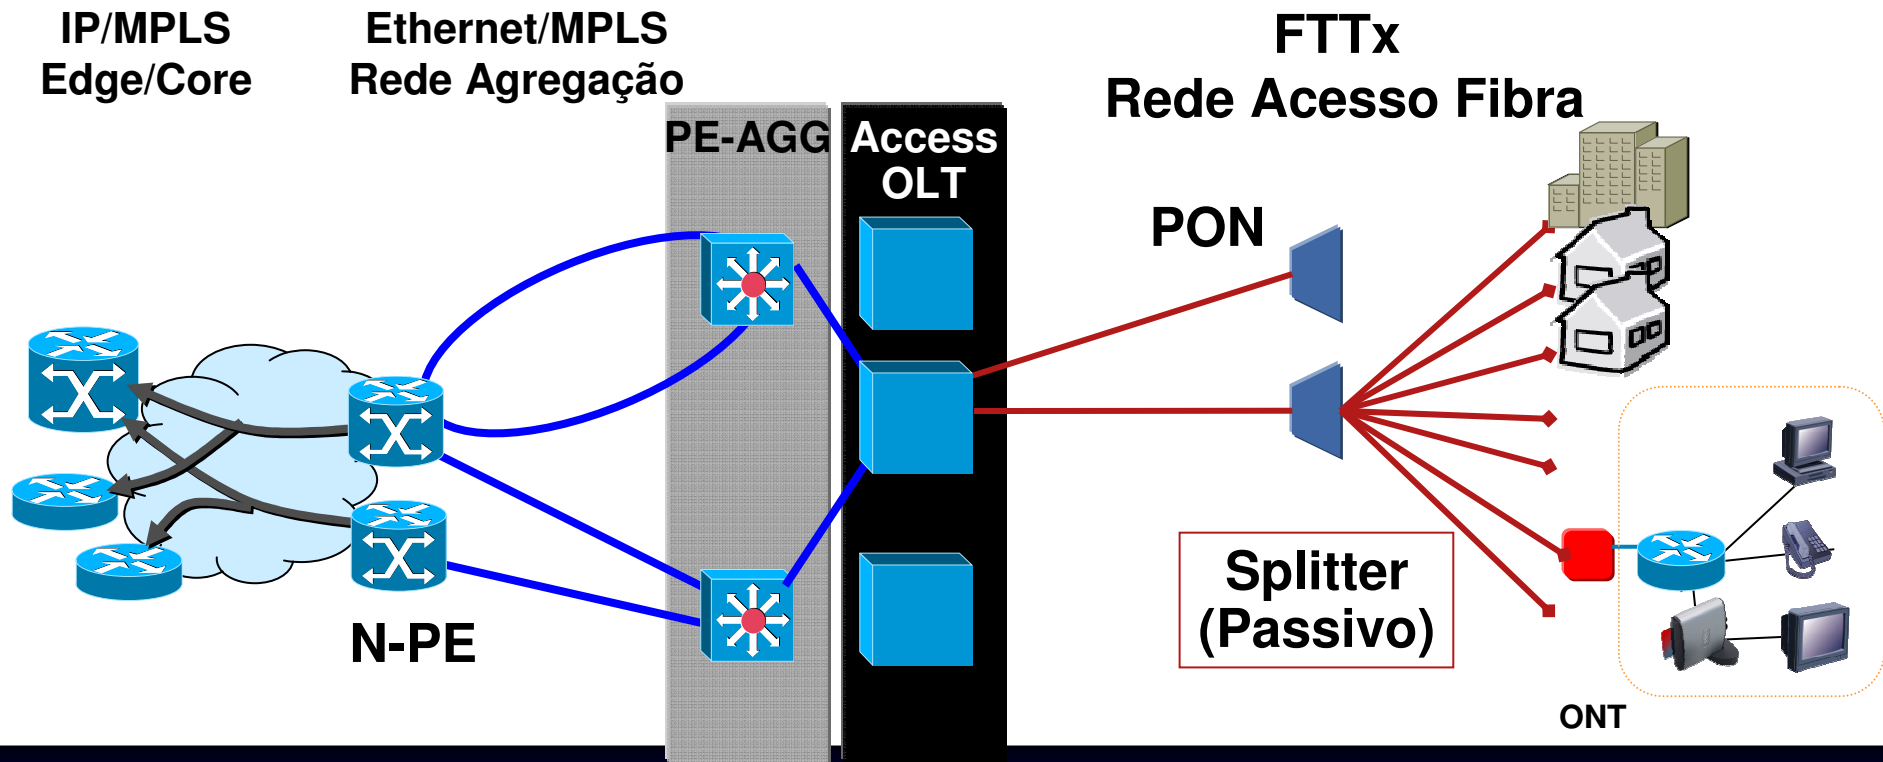 IP/MPLS
Edge/Core
Ethernet/MPLS
Rede Agregação
FTTx
Rede Acesso Fibra
PE-AGG
Access
OLT
PON
Splitter
(Passivo)
N-PE
ONT